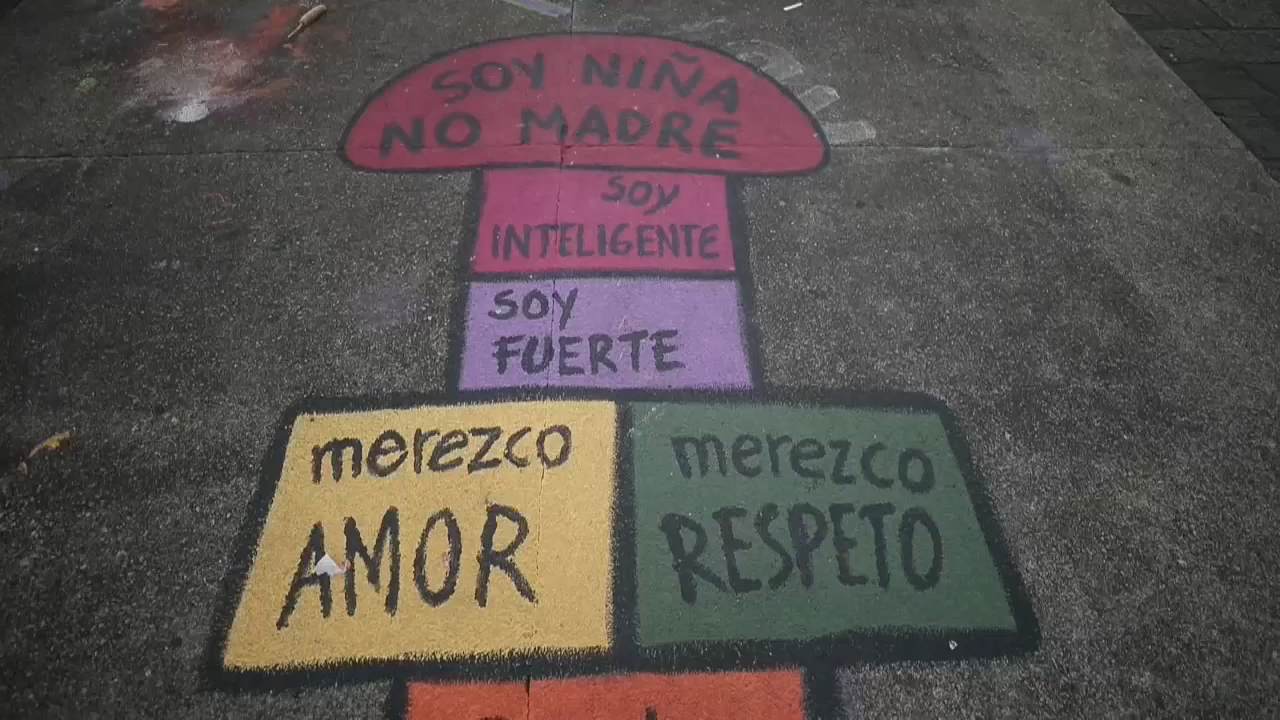 SOY NIÑA
NO MADRE
SOY
INTELIGENTE
SOY
FUERTE
merezco
AMOR
merezco
RESPETO